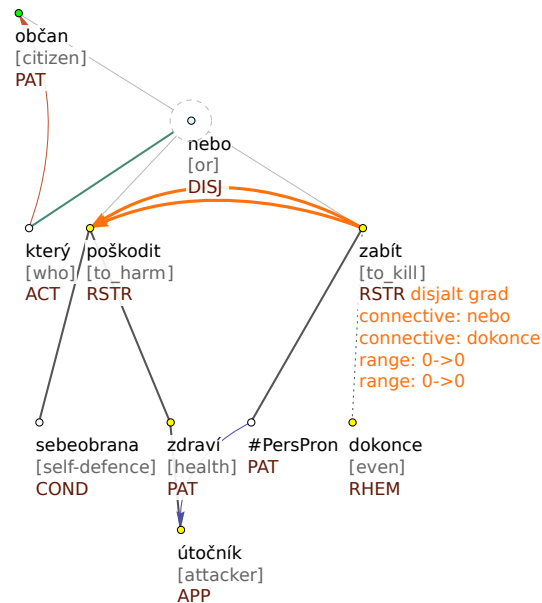 občan
[citizen]
PAT
nebo
[or]
DISJ
který
[who]
ACT
poškodit
[to_harm]
RSTR
zabít
[to_kill]
RSTR disjalt grad
connective: nebo
connective: dokonce
range: 0->0
range: 0->0
sebeobrana
[self-defence]
COND
zdraví
[health]
PAT
#PersPron
PAT
dokonce
[even]
RHEM
útočník
[attacker]
APP